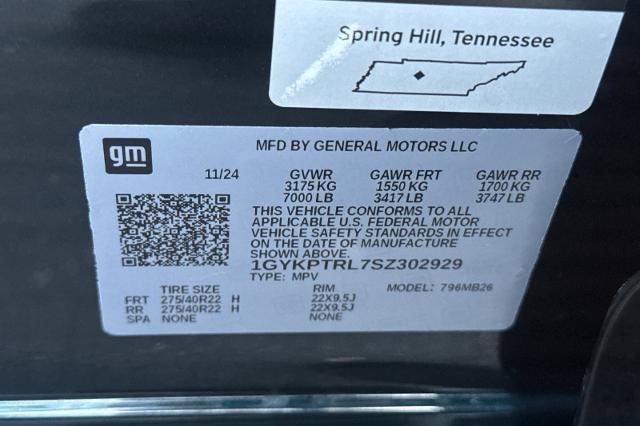 Spring Hill, Tennessee
gm
MFD BY GENERAL MOTORS LLC
11/24 GVWR GAWR FRT GAWR RR
3175 KG 1550 KG 1700 KG
7000 LB 3417 LB 3747 LB
THIS VEHICLE CONFORMS TO ALL
APPLICABLE U.S. FEDERAL MOTOR
VEHICLE SAFETY STANDARDS IN EFFECT
ON THE DATE OF MANUFACTURE
SHOWN ABOVE.
1GYKPTRL7SZ302929
TYPE: MPV MODEL: 796MB26
TIRE SIZE RIM
FRT 275/40R22 H 22X9.5J
RR 275/40R22 H 22X9.5J
SPA NONE NONE